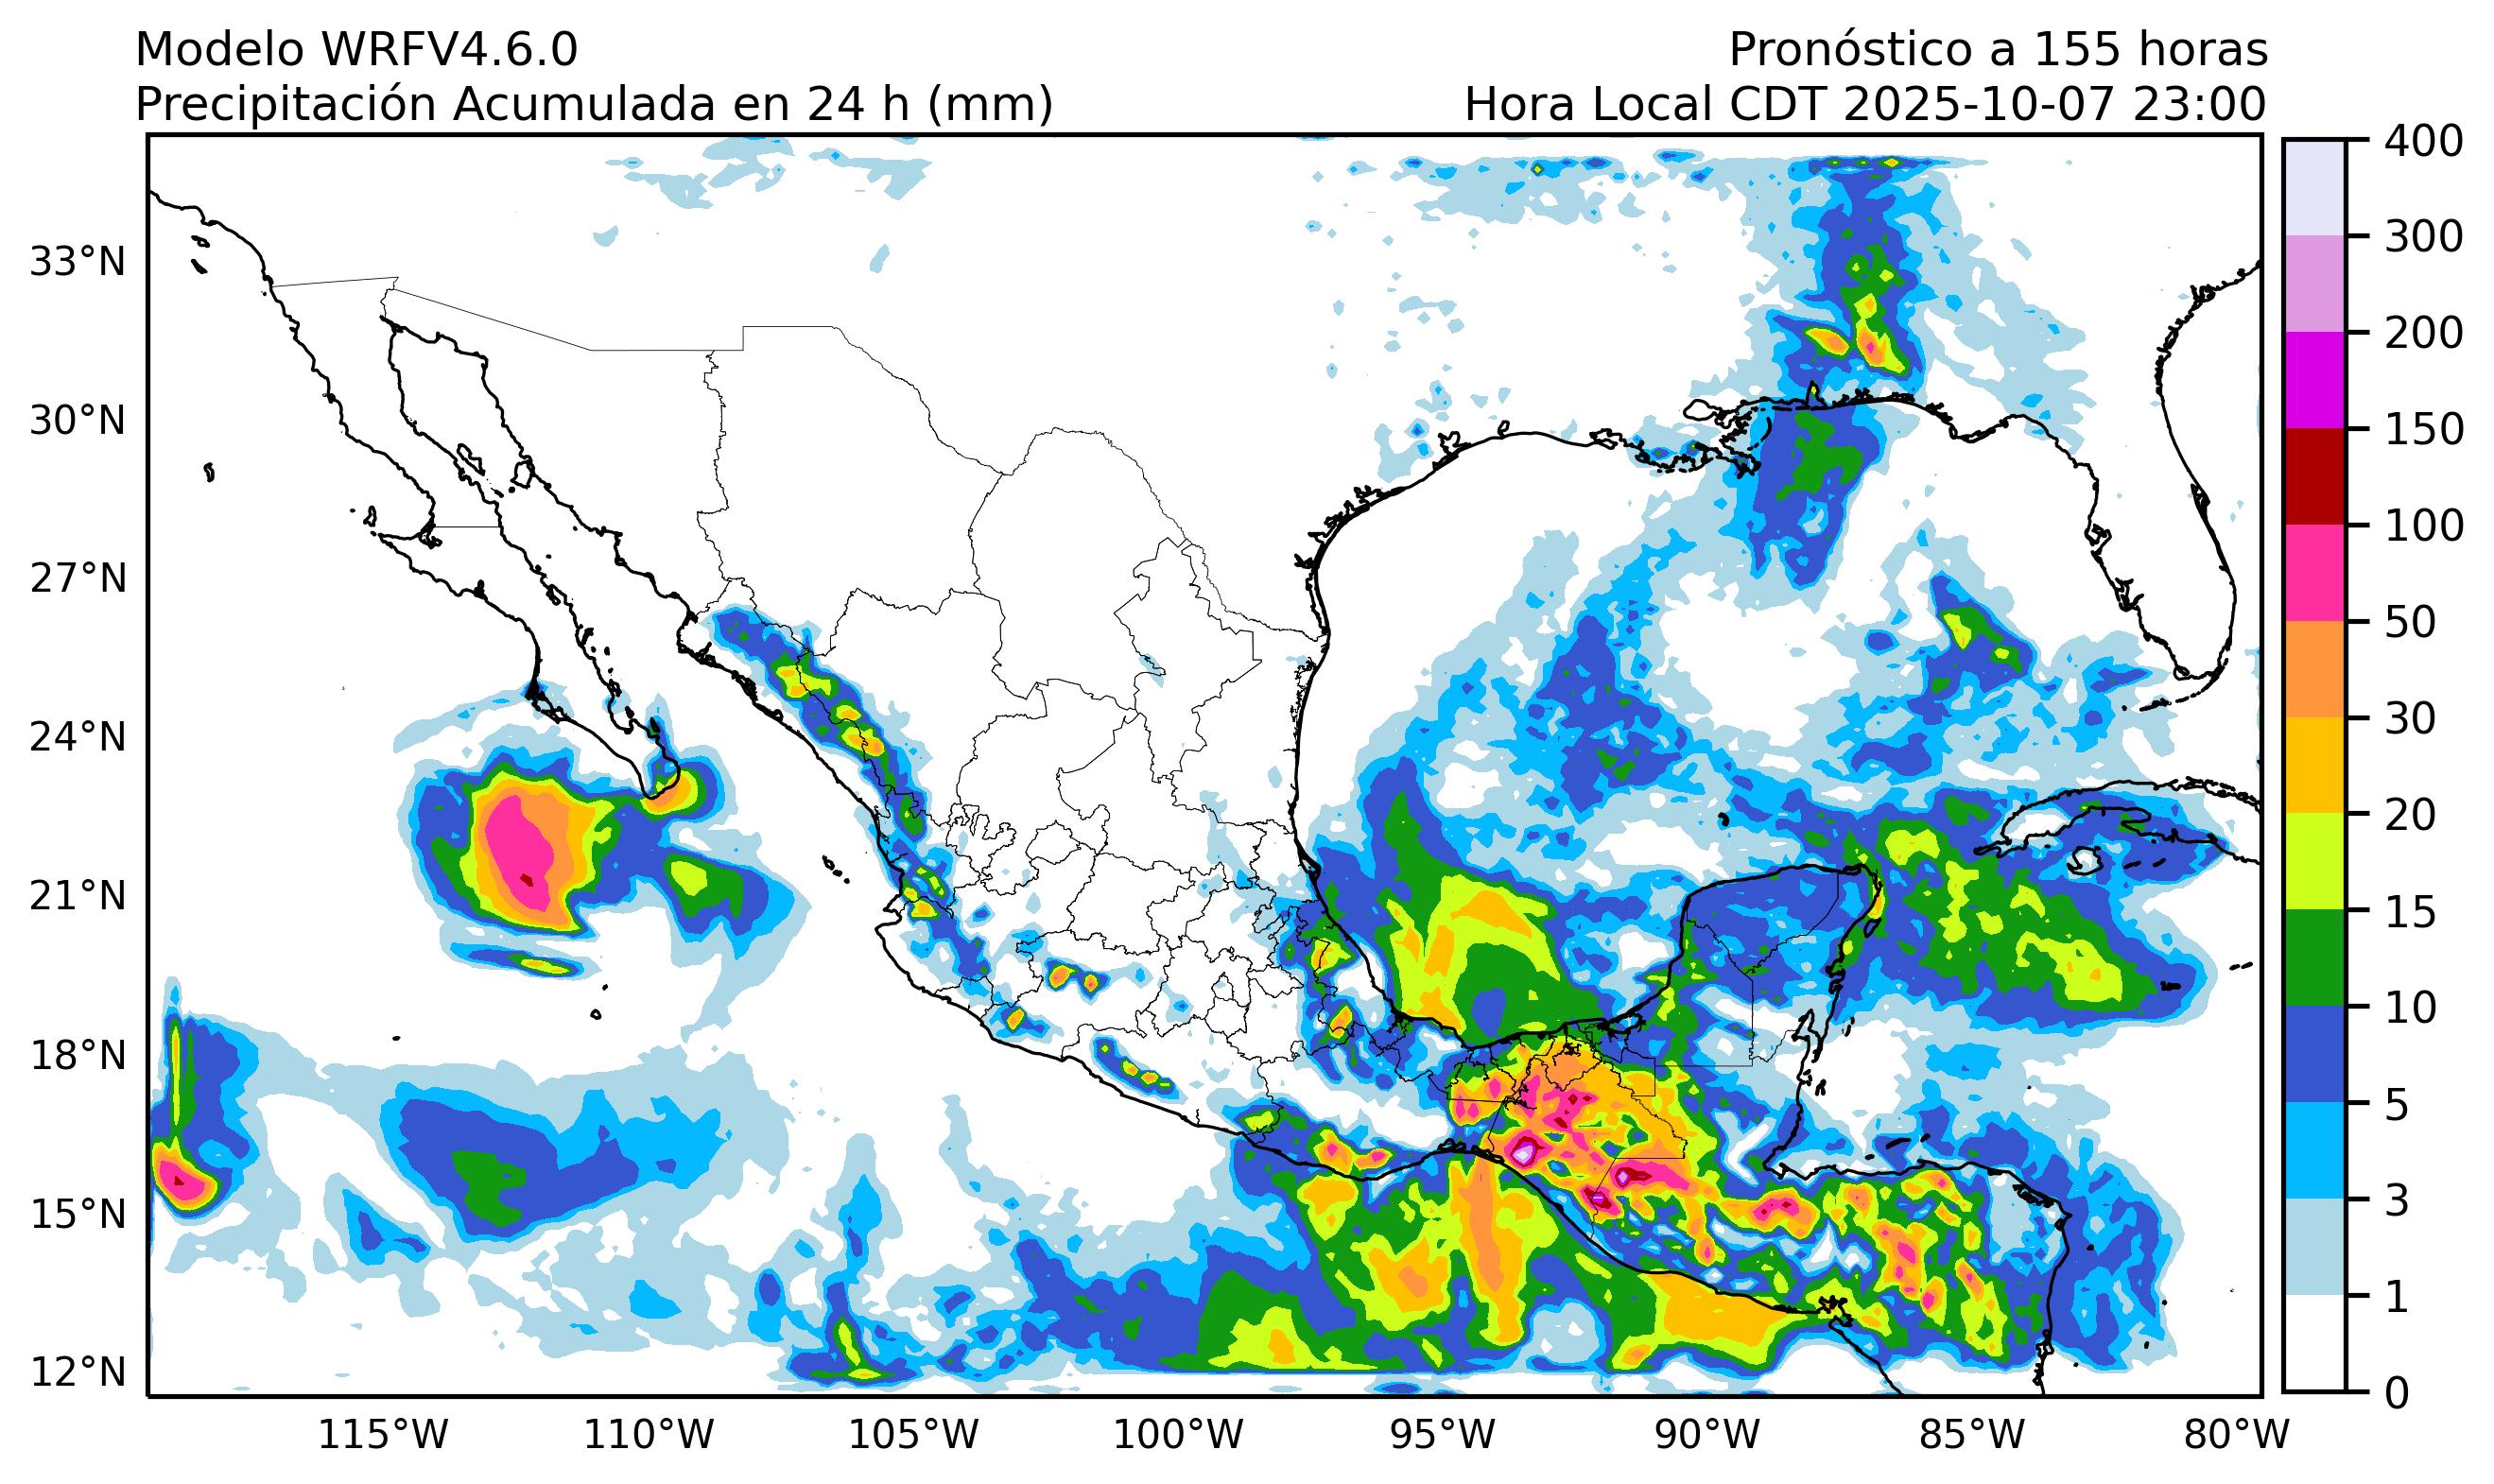 Modelo WRFV4.6.0
Pronóstico a 155 horas
Precipitación Acumulada en 24 h (mm)
Hora Local CDT 2025-10-07 23:00
33°N
30°N
27°N
24°N
21°N
18°N
15°N
12°N
115°W
110°W
105°W
100°W
95°W
90°W
85°W
80°W
400
300
200
150
100
50
30
20
15
10
5
3
1
0